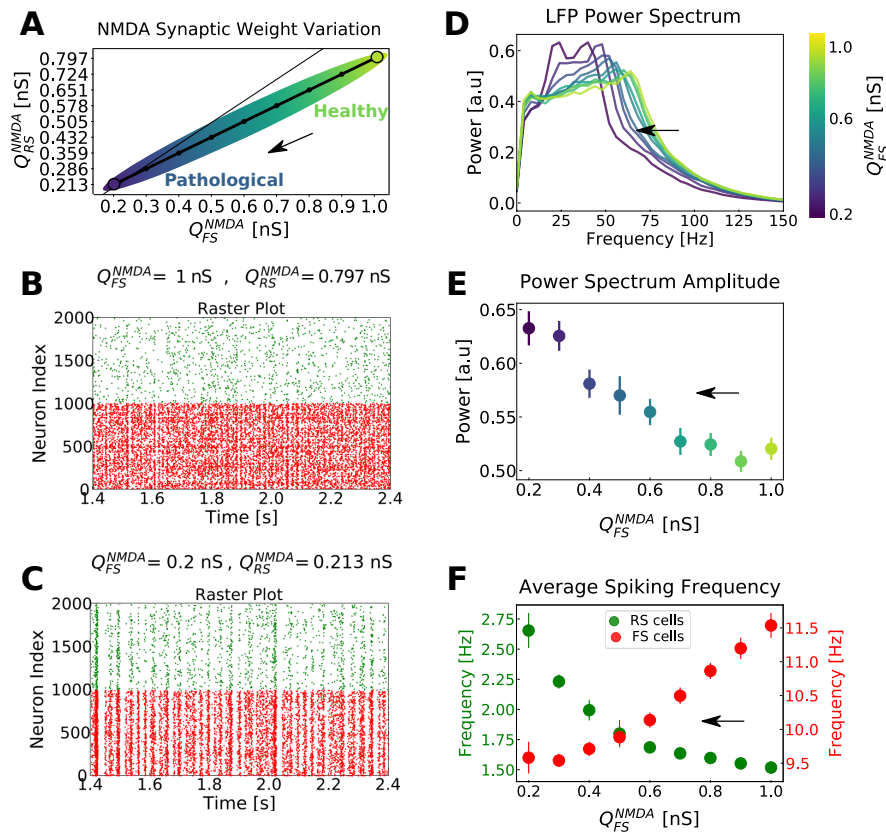 A
NMDA Synaptic Weight Variation
0.797
0.724
0.651
0.578
0.505
0.432
0.359
0.286
0.213
Q_RS^NMDA [nS]
Healthy
Pathological
0.2 0.3 0.4 0.5 0.6 0.7 0.8 0.9 1.0
Q_FS^NMDA [nS]
B
Q_FS^NMDA = 1 nS , Q_RS^NMDA = 0.797 nS
Raster Plot
2000
1500
1000
500
0
Neuron Index
1.4 1.6 1.8 2.0 2.2 2.4
Time [s]
C
Q_FS^NMDA = 0.2 nS , Q_RS^NMDA = 0.213 nS
Raster Plot
2000
1500
1000
500
0
Neuron Index
1.4 1.6 1.8 2.0 2.2 2.4
Time [s]
D
LFP Power Spectrum
0.6
0.4
0.2
0.0
Power [a.u]
0 25 50 75 100 125 150
Frequency [Hz]
1.0
0.6
0.2
Q_FS^NMDA [nS]
E
Power Spectrum Amplitude
0.65
0.60
0.55
0.50
Power [a.u]
0.2 0.4 0.6 0.8 1.0
Q_FS^NMDA [nS]
F
Average Spiking Frequency
2.75
2.50
2.25
2.00
1.75
1.50
Frequency [Hz]
RS cells
FS cells
11.5
11.0
10.5
10.0
9.5
Frequency [Hz]
0.2 0.4 0.6 0.8 1.0
Q_FS^NMDA [nS]